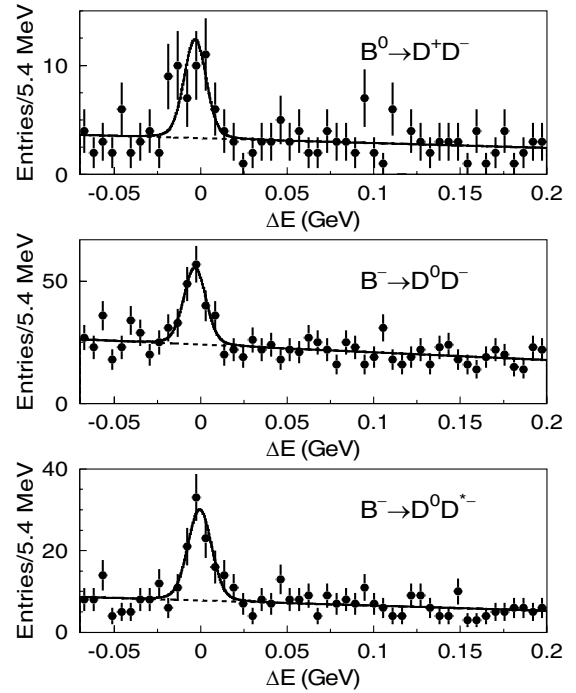 Entries/5.4 MeV
10
5
0
B⁰→D⁺D⁻
-0.05 0 0.05 0.1 0.15 0.2
ΔE (GeV)
Entries/5.4 MeV
50
0
B⁻→D⁰D⁻
-0.05 0 0.05 0.1 0.15 0.2
ΔE (GeV)
Entries/5.4 MeV
40
20
0
B⁻→D⁰D*⁻
-0.05 0 0.05 0.1 0.15 0.2
ΔE (GeV)